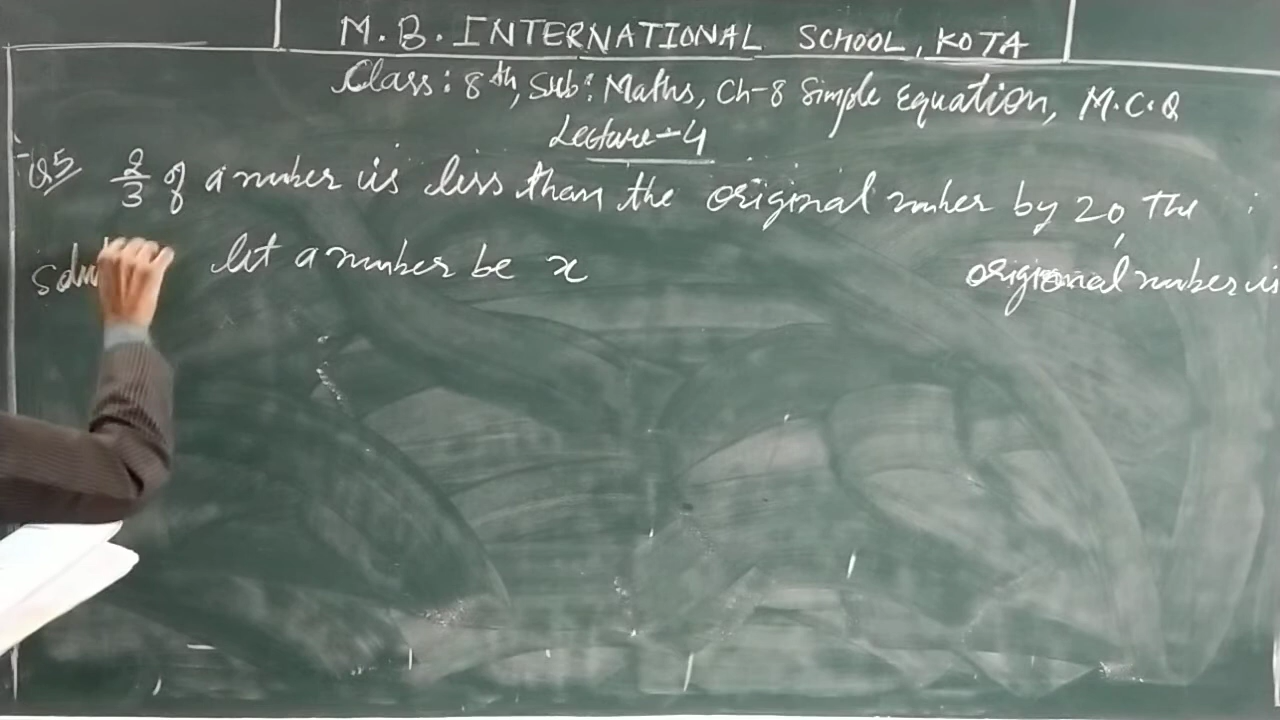 M.B. INTERNATIONAL SCHOOL, KOTA
Class: 8th, Sub: Maths, Ch-8 Simple Equation, M.C.Q
Lecture-4
Q5 2/3 of a number is less than the original number by 20, the
original number is
let a number be x